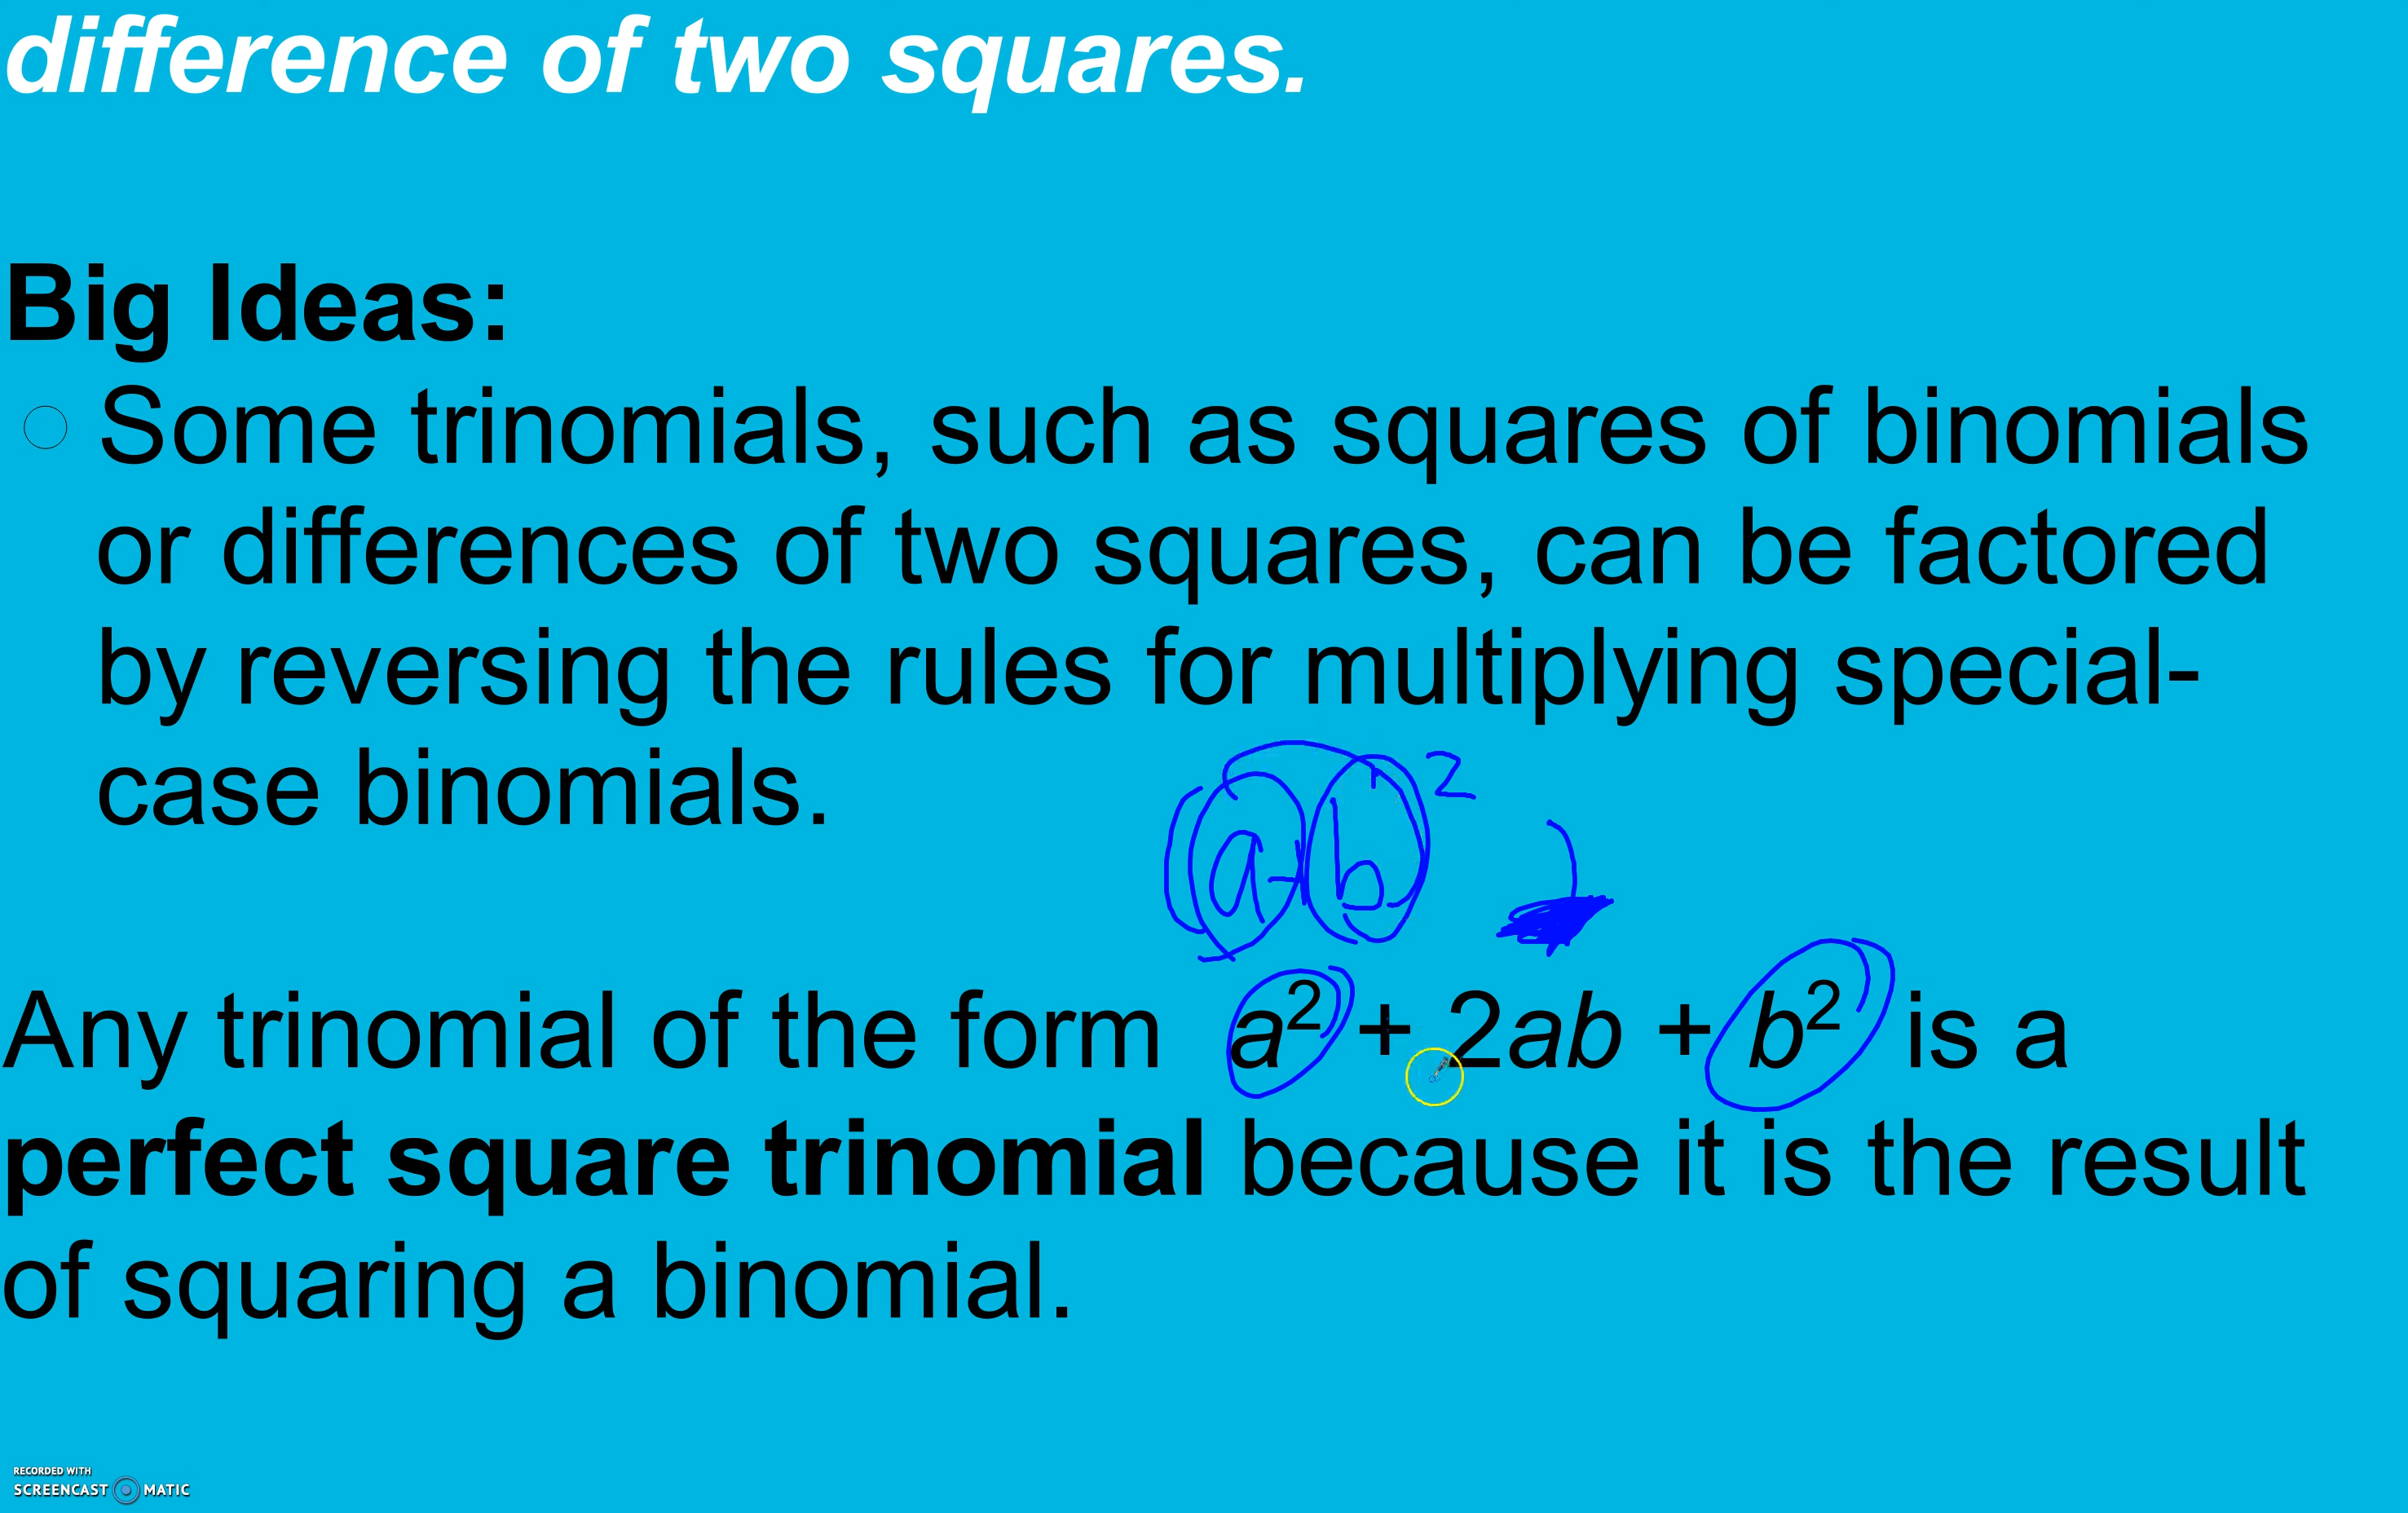 difference of two squares.
Big Ideas:
Some trinomials, such as squares of binomials
or differences of two squares, can be factored
by reversing the rules for multiplying special-
case binomials.
(a+b)²
Any trinomial of the form a² + 2ab + b² is a
perfect square trinomial because it is the result
of squaring a binomial.
RECORDED WITH
SCREENCAST MATIC